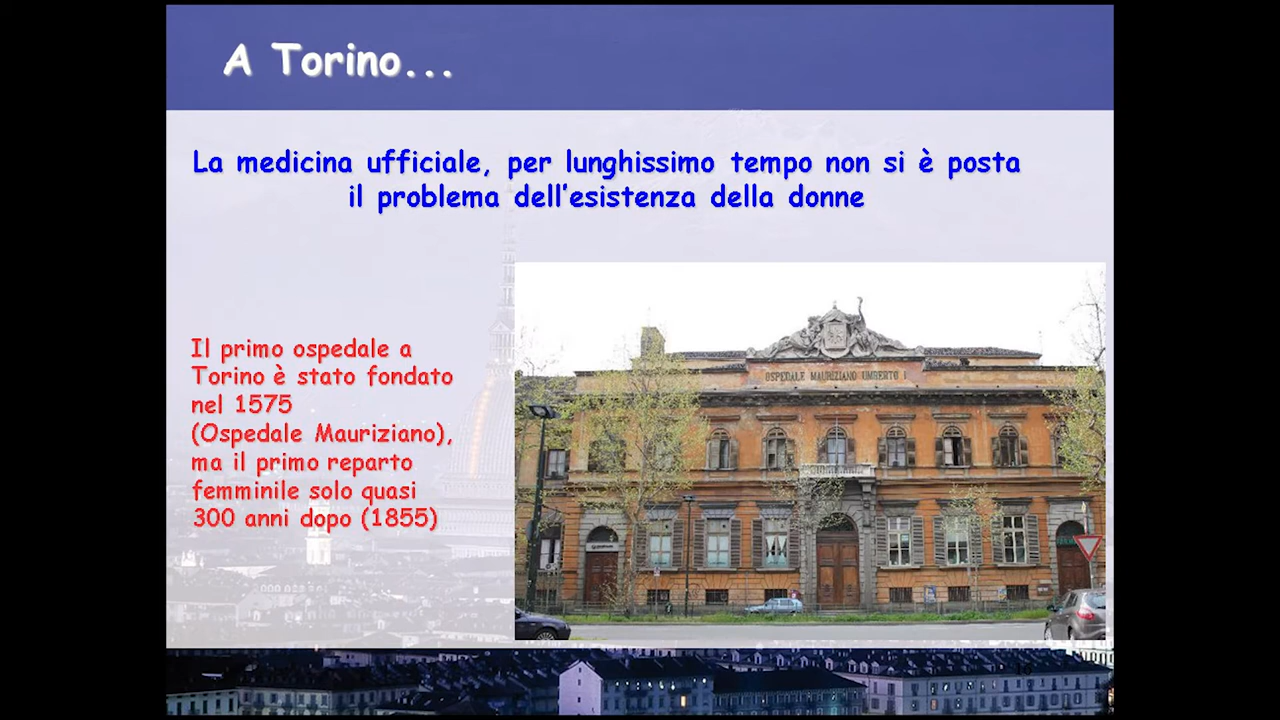 A Torino...
La medicina ufficiale, per lunghissimo tempo non si è posta
il problema dell'esistenza della donne
Il primo ospedale a
Torino è stato fondato
nel 1575
(Ospedale Mauriziano),
ma il primo reparto
femminile solo quasi
300 anni dopo (1855)
OSPEDALE MAURIZIANO UMBERTO I